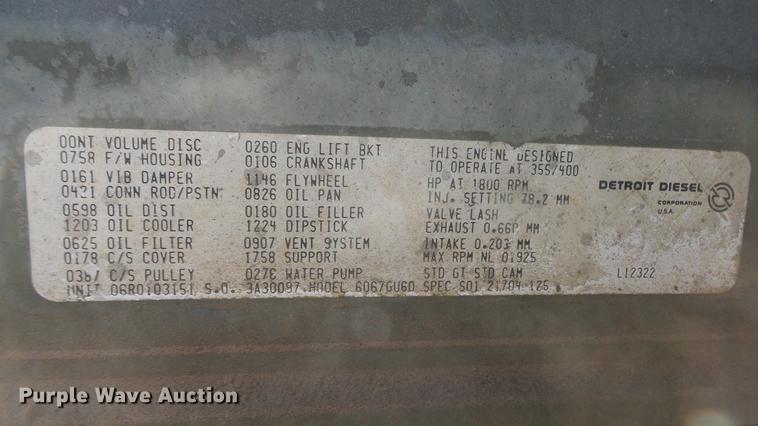 00NT VOLUME DISC
0758 F/W HOUSING
0161 VIB DAMPER
0421 CONN ROD/PSTN
0598 OIL DIST
1203 OIL COOLER
0625 OIL FILTER
0178 C/S COVER
C/S PULLEY
0260 ENG LIFT BKT
0106 CRANKSHAFT
1146 FLYWHEEL
0826 OIL PAN
0180 OIL FILLER
1224 DIPSTICK
0907 VENT SYSTEM
1758 SUPPORT
WATER PUMP
THIS ENGINE DESIGNED
TO OPERATE AT 355/400
HP AT 1800 RPM
INJ. SETTING 78.2 MM
VALVE LASH
EXHAUST 0.660 MM
INTAKE 0.203 MM
MAX RPM NL 01925
STD GT STD CAM
DETROIT DIESEL
CORPORATION
U.S.A.
L12322
UNIT 06R0103151 S.O. 3A30097 MODEL 6067GU60 SPEC S01 21704 125
Purple Wave Auction